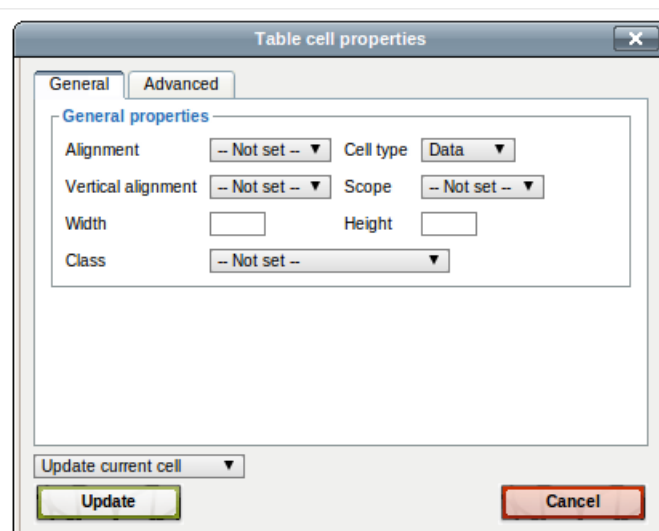 Table cell properties
General Advanced
General properties
Alignment -- Not set -- Cell type Data
Vertical alignment -- Not set -- Scope -- Not set --
Width Height
Class -- Not set --
Update current cell
Update Cancel